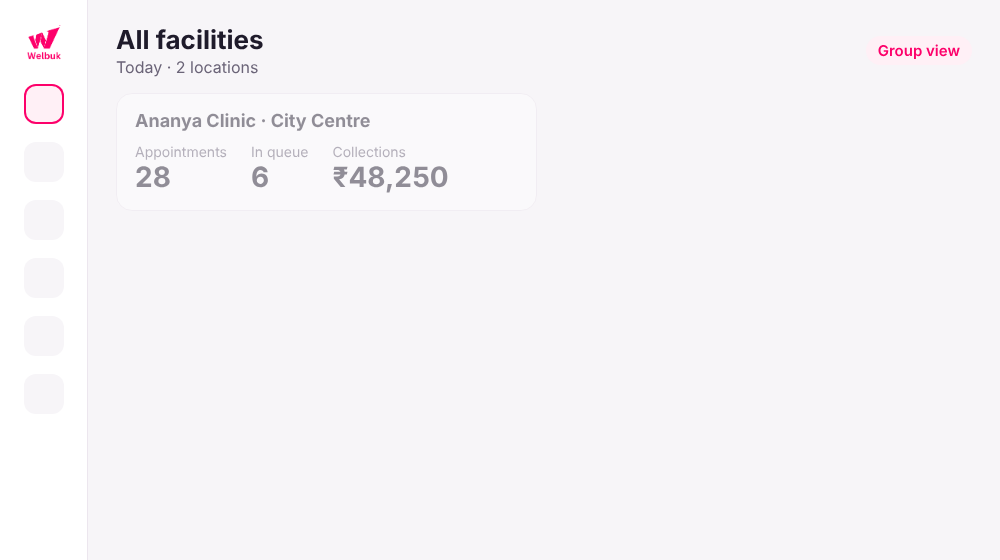 Welbuk
All facilities
Today · 2 locations
Group view
Ananya Clinic · City Centre
Appointments In queue Collections
28 6 ₹48,250